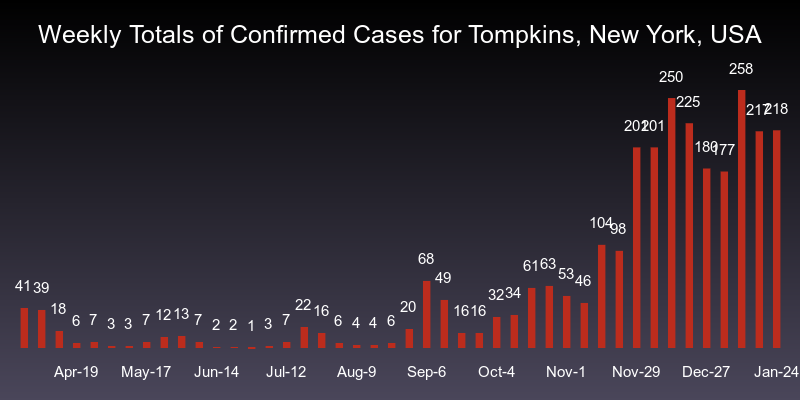 Weekly Totals of Confirmed Cases for Tompkins, New York, USA
41 39 18 6 7 3 3 7 12 13 7 2 2 1 3 7 22 16 6 4 4 6 20 68 49 16 16 32 34 61 63 53 46 104 98 201 201 250 225 180 177 258 217 218
Apr-19 May-17 Jun-14 Jul-12 Aug-9 Sep-6 Oct-4 Nov-1 Nov-29 Dec-27 Jan-24